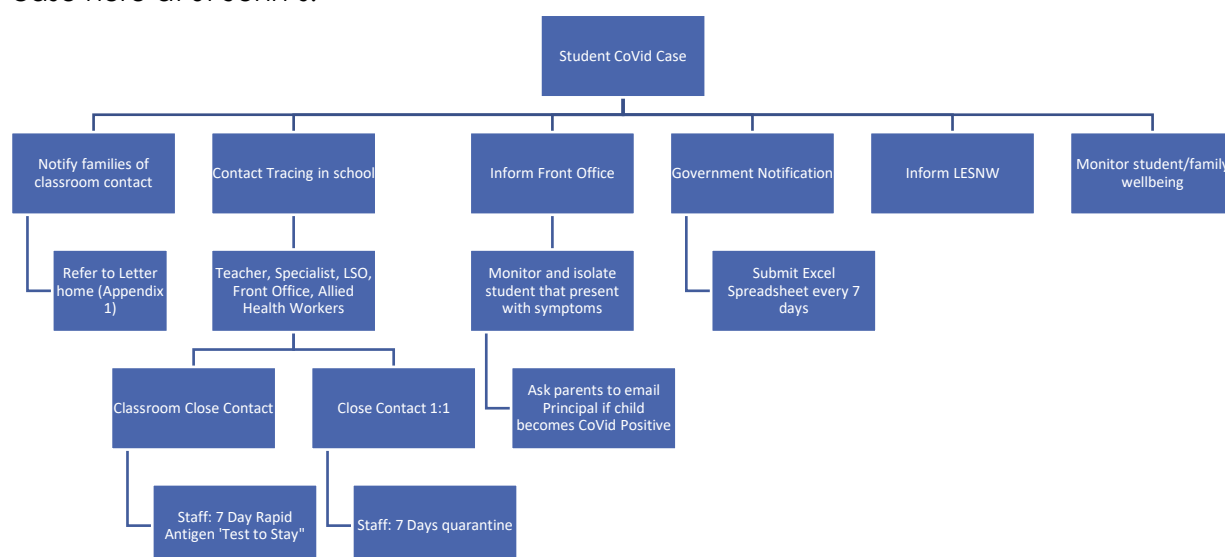 Student CoVid Case
Notify families of
classroom contact
Contact Tracing in school
Inform Front Office
Government Notification
Inform LESNW
Monitor student/family
wellbeing
Refer to Letter
home (Appendix
1)
Teacher, Specialist, LSO,
Front Office, Allied
Health Workers
Monitor and isolate
student that present
with symptoms
Submit Excel
Spreadsheet every 7
days
Classroom Close Contact
Close Contact 1:1
Ask parents to email
Principal if child
becomes CoVid Positive
Staff: 7 Day Rapid
Antigen 'Test to Stay"
Staff: 7 Days quarantine